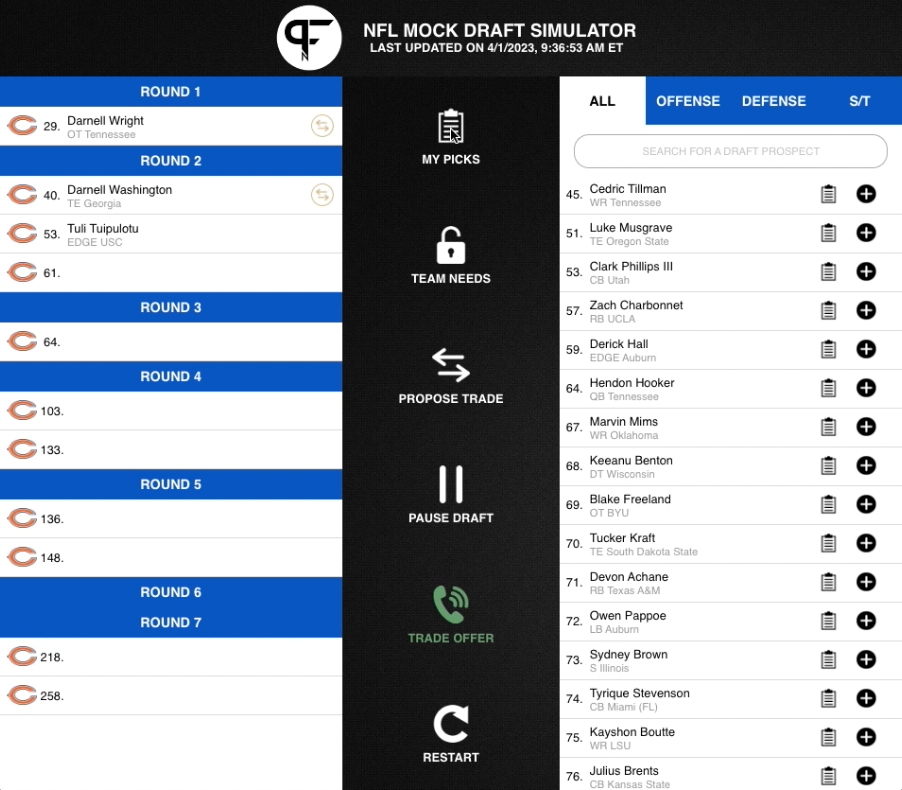 PF
N
NFL MOCK DRAFT SIMULATOR
LAST UPDATED ON 4/1/2023, 9:36:53 AM ET
ROUND 1
29. Darnell Wright
OT Tennessee
ROUND 2
40. Darnell Washington
TE Georgia
53. Tuli Tuipulotu
EDGE USC
61.
ROUND 3
64.
ROUND 4
103.
133.
ROUND 5
136.
148.
ROUND 6
ROUND 7
218.
258.
MY PICKS
TEAM NEEDS
PROPOSE TRADE
PAUSE DRAFT
TRADE OFFER
RESTART
ALL OFFENSE DEFENSE S/T
SEARCH FOR A DRAFT PROSPECT
45. Cedric Tillman
WR Tennessee
51. Luke Musgrave
TE Oregon State
53. Clark Phillips III
CB Utah
57. Zach Charbonnet
RB UCLA
59. Derick Hall
EDGE Auburn
64. Hendon Hooker
QB Tennessee
67. Marvin Mims
WR Oklahoma
68. Keeanu Benton
DT Wisconsin
69. Blake Freeland
OT BYU
70. Tucker Kraft
TE South Dakota State
71. Devon Achane
RB Texas A&M
72. Owen Pappoe
LB Auburn
73. Sydney Brown
S Illinois
74. Tyrique Stevenson
CB Miami (FL)
75. Kayshon Boutte
WR LSU
76. Julius Brents
CB Kansas State